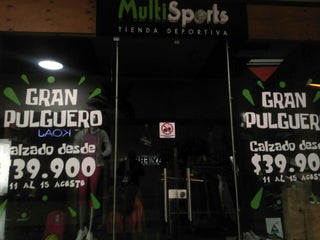 MultiSports
TIENDA DEPORTIVA
GRAN
PULGUERO
Calzado desde
$39.900
11 AL 15 AGOSTO
GRAN
PULGUERO
Calzado desde
$39.900
11 AL 15 AGOSTO